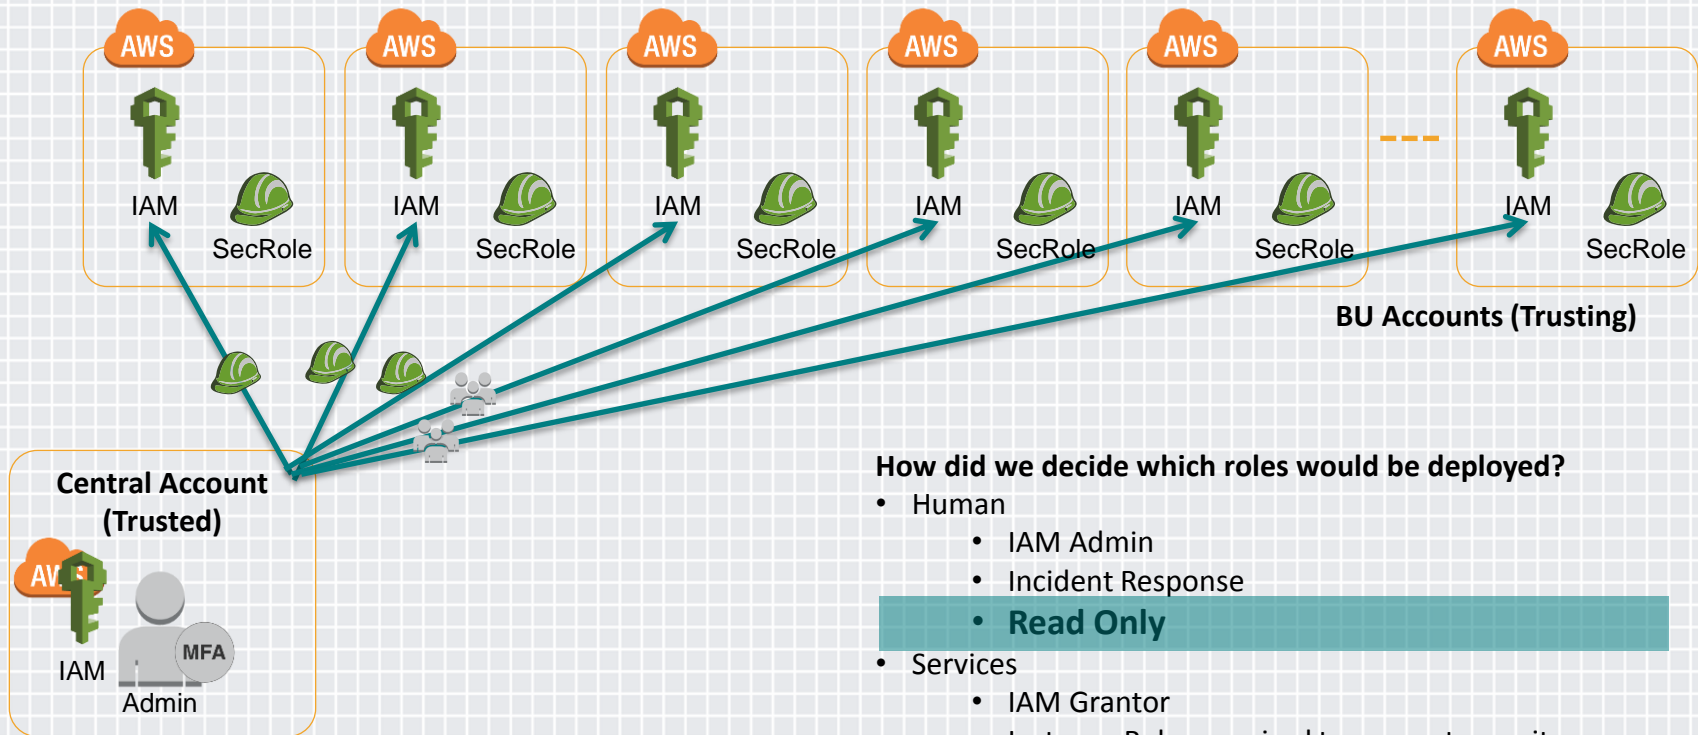 AWS AWS AWS AWS AWS AWS
IAM IAM IAM IAM IAM IAM
SecRole SecRole SecRole SecRole SecRole SecRole
BU Accounts (Trusting)
Central Account
(Trusted)
MFA
IAM
Admin
How did we decide which roles would be deployed?
• Human
• IAM Admin
• Incident Response
• Read Only
• Services
• IAM Grantor